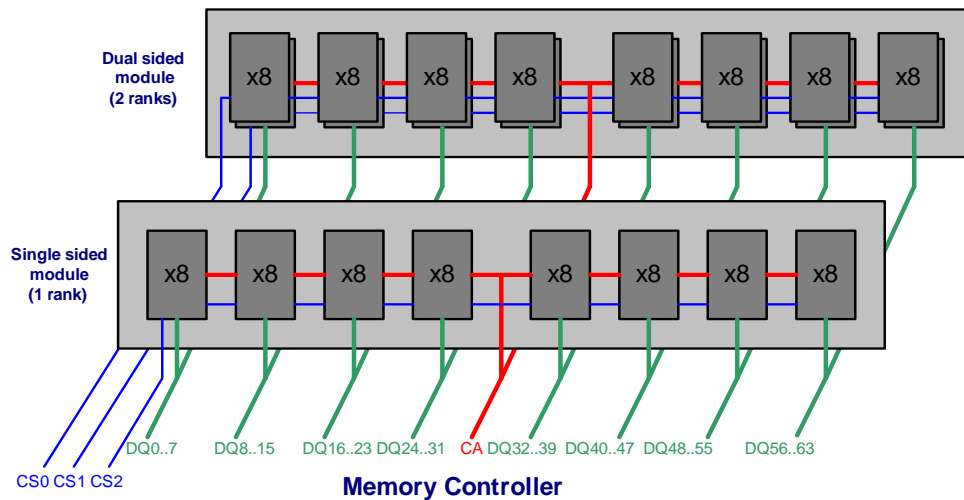 Dual sided
module
(2 ranks)
x8 x8 x8 x8 x8 x8 x8 x8
Single sided
module
(1 rank)
x8 x8 x8 x8 x8 x8 x8 x8
DQ0..7 DQ8..15 DQ16..23 DQ24..31 CA DQ32..39 DQ40..47 DQ48..55 DQ56..63
CS0 CS1 CS2
Memory Controller